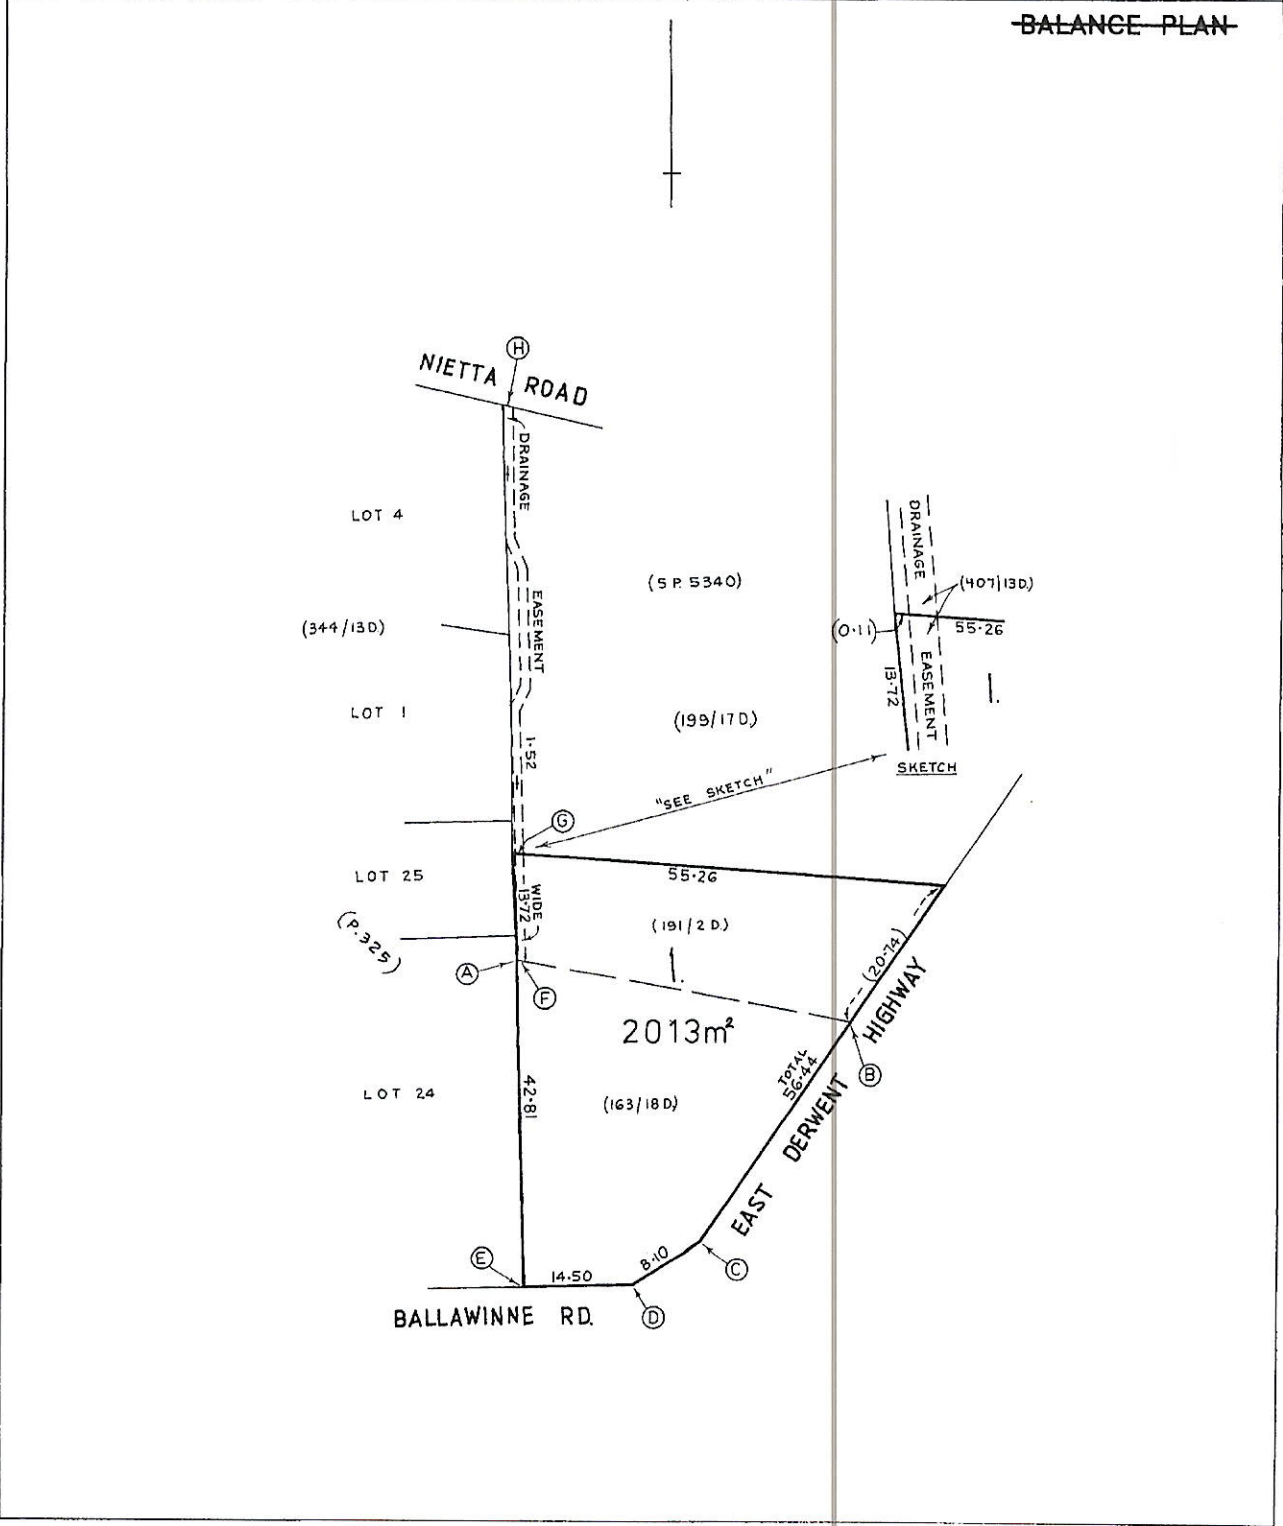 BALANCE PLAN
H
NIETTA ROAD
DRAINAGE
LOT 4
EASEMENT
(S P. 5340)
(344/13D)
DRAINAGE
(407/13D.)
(0·11)
55·26
13·72
EASEMENT
1.
SKETCH
LOT 1
(199/17D.)
1·52
"SEE SKETCH"
G
55·26
LOT 25
WIDE
13·72
(191/2 D.)
(P.325)
(20·74)
A
F
1.
2013m²
B
TOTAL
56·44
EAST DERWENT HIGHWAY
LOT 24
42·81
(163/18D)
E
14·50
8·10
C
D
BALLAWINNE RD.